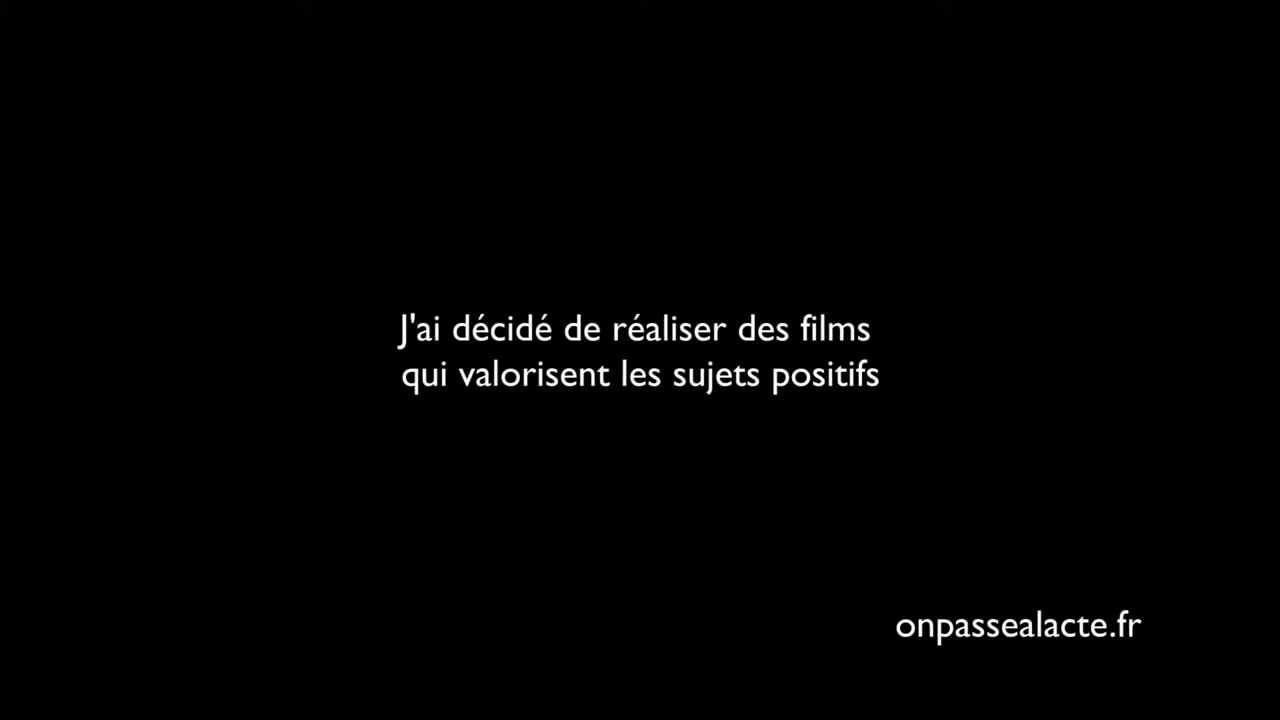 J'ai décidé de réaliser des films
qui valorisent les sujets positifs
onpassealacte.fr